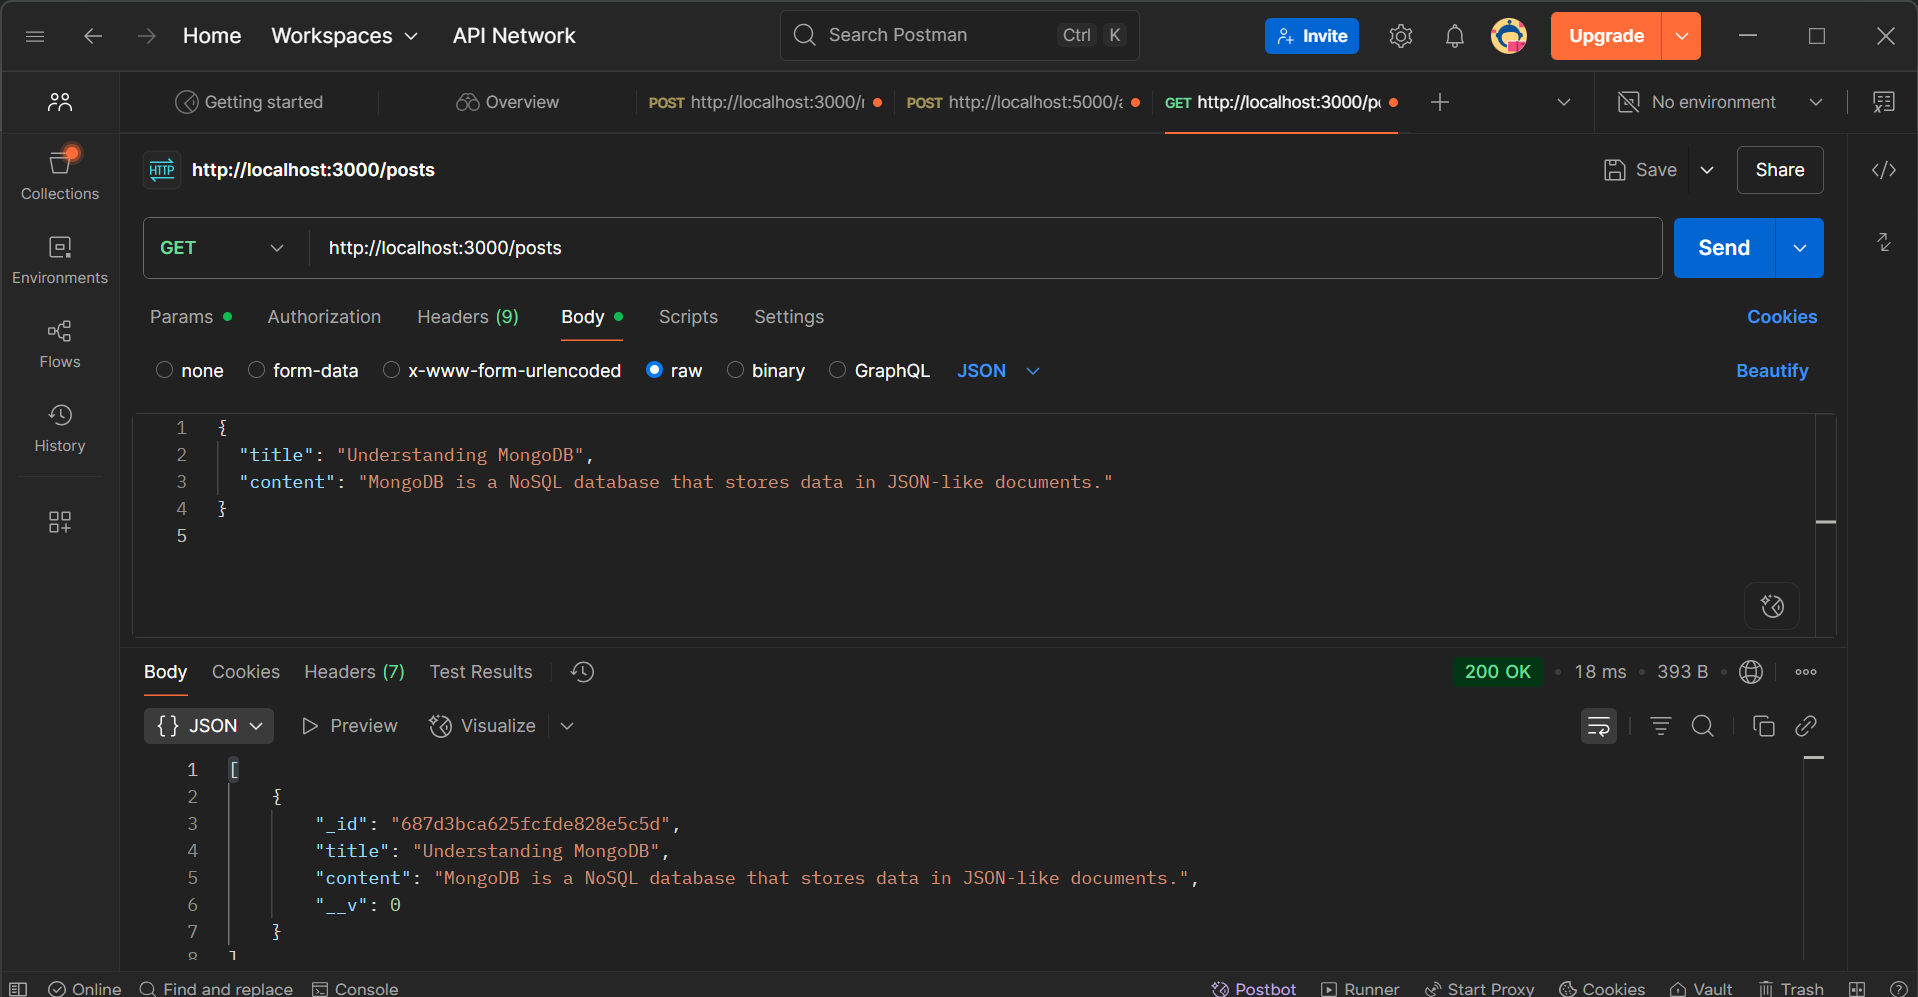 Home Workspaces API Network Search Postman Ctrl K Invite Upgrade
Getting started Overview POST http://localhost:3000/r POST http://localhost:5000/a GET http://localhost:3000/po No environment
HTTP http://localhost:3000/posts Save Share
Collections
GET http://localhost:3000/posts Send
Environments
Params Authorization Headers (9) Body Scripts Settings Cookies
Flows
none form-data x-www-form-urlencoded raw binary GraphQL JSON Beautify
History
1 {
2 "title": "Understanding MongoDB",
3 "content": "MongoDB is a NoSQL database that stores data in JSON-like documents."
4 }
5
Body Cookies Headers (7) Test Results 200 OK • 18 ms • 393 B •
{} JSON Preview Visualize
1 [
2 {
3 "_id": "687d3bca625fcfde828e5c5d",
4 "title": "Understanding MongoDB",
5 "content": "MongoDB is a NoSQL database that stores data in JSON-like documents.",
6 "__v": 0
7 }
8 ]
Online Find and replace Console Postbot Runner Start Proxy Cookies Vault Trash